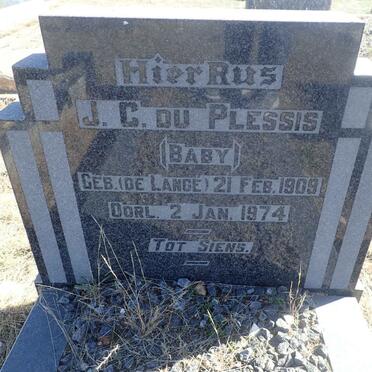 Hier Rus
J. C. du Plessis
(Baby)
Geb. (de Lange) 21 Feb. 1909
Oorl. 2 Jan. 1974
Tot Siens.